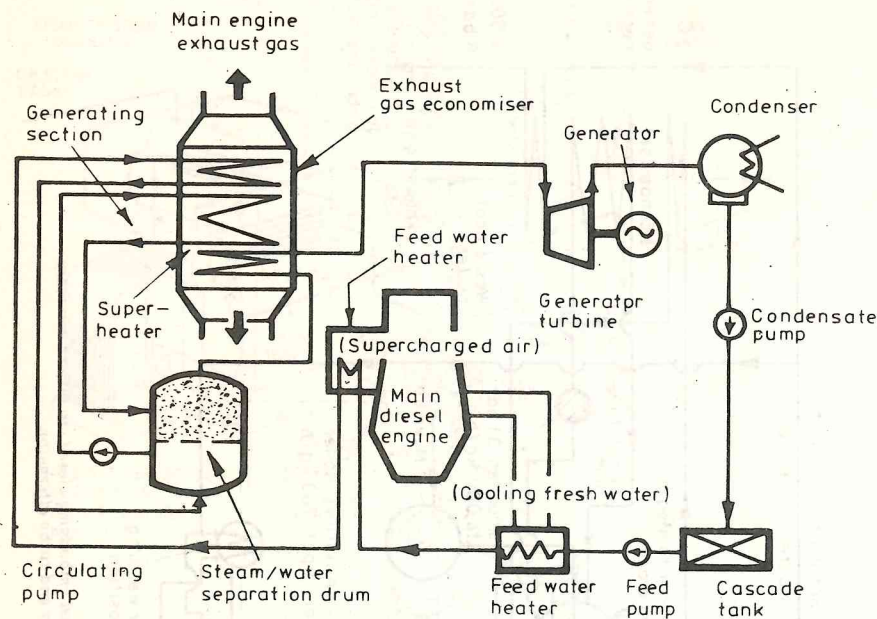 Main engine
exhaust gas
Generating
section
Exhaust
gas economiser
Condenser
Generator
Feed water
heater
Super-
heater
Generatpr
turbine
Condensate
pump
(Supercharged air)
Main
diesel
engine
(Cooling fresh water)
Circulating
pump
Steam/water
separation drum
Feed water
heater
Feed
pump
Cascade
tank